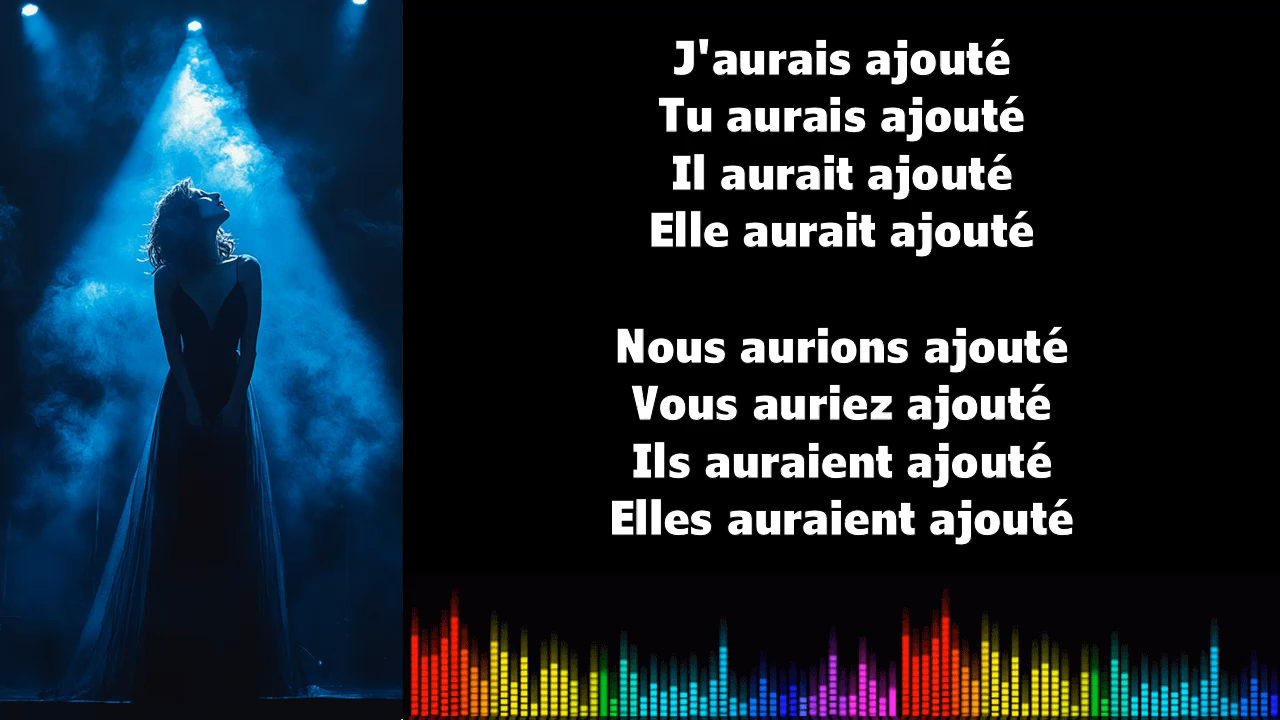 J'aurais ajouté
Tu aurais ajouté
Il aurait ajouté
Elle aurait ajouté
Nous aurions ajouté
Vous auriez ajouté
Ils auraient ajouté
Elles auraient ajouté